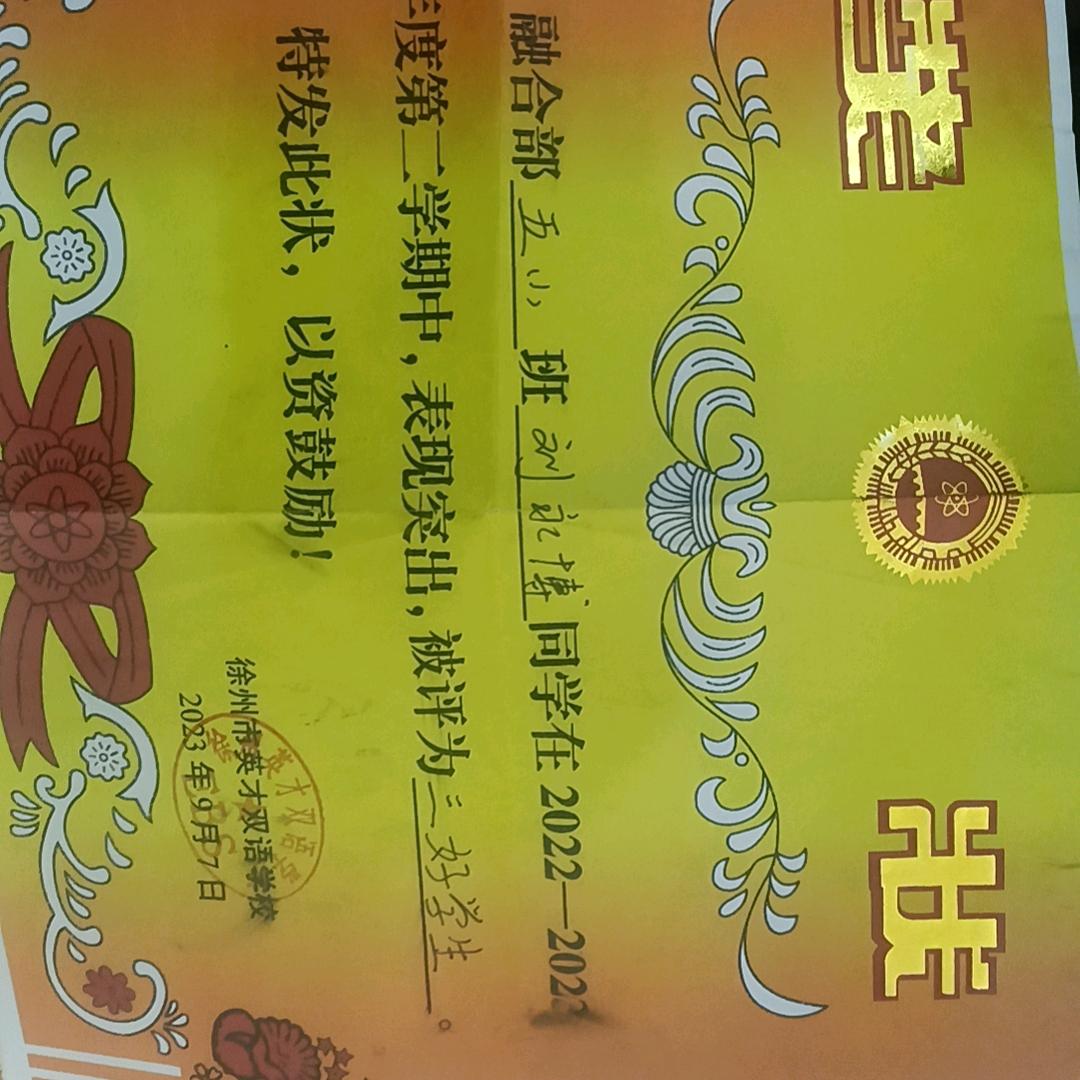 奖状
融合部五(1)班刘永博同学在2022—2023
年度第二学期中，表现突出，被评为三好学生。
特发此状，以资鼓励！
徐州市英才双语学校
2023年9月7日